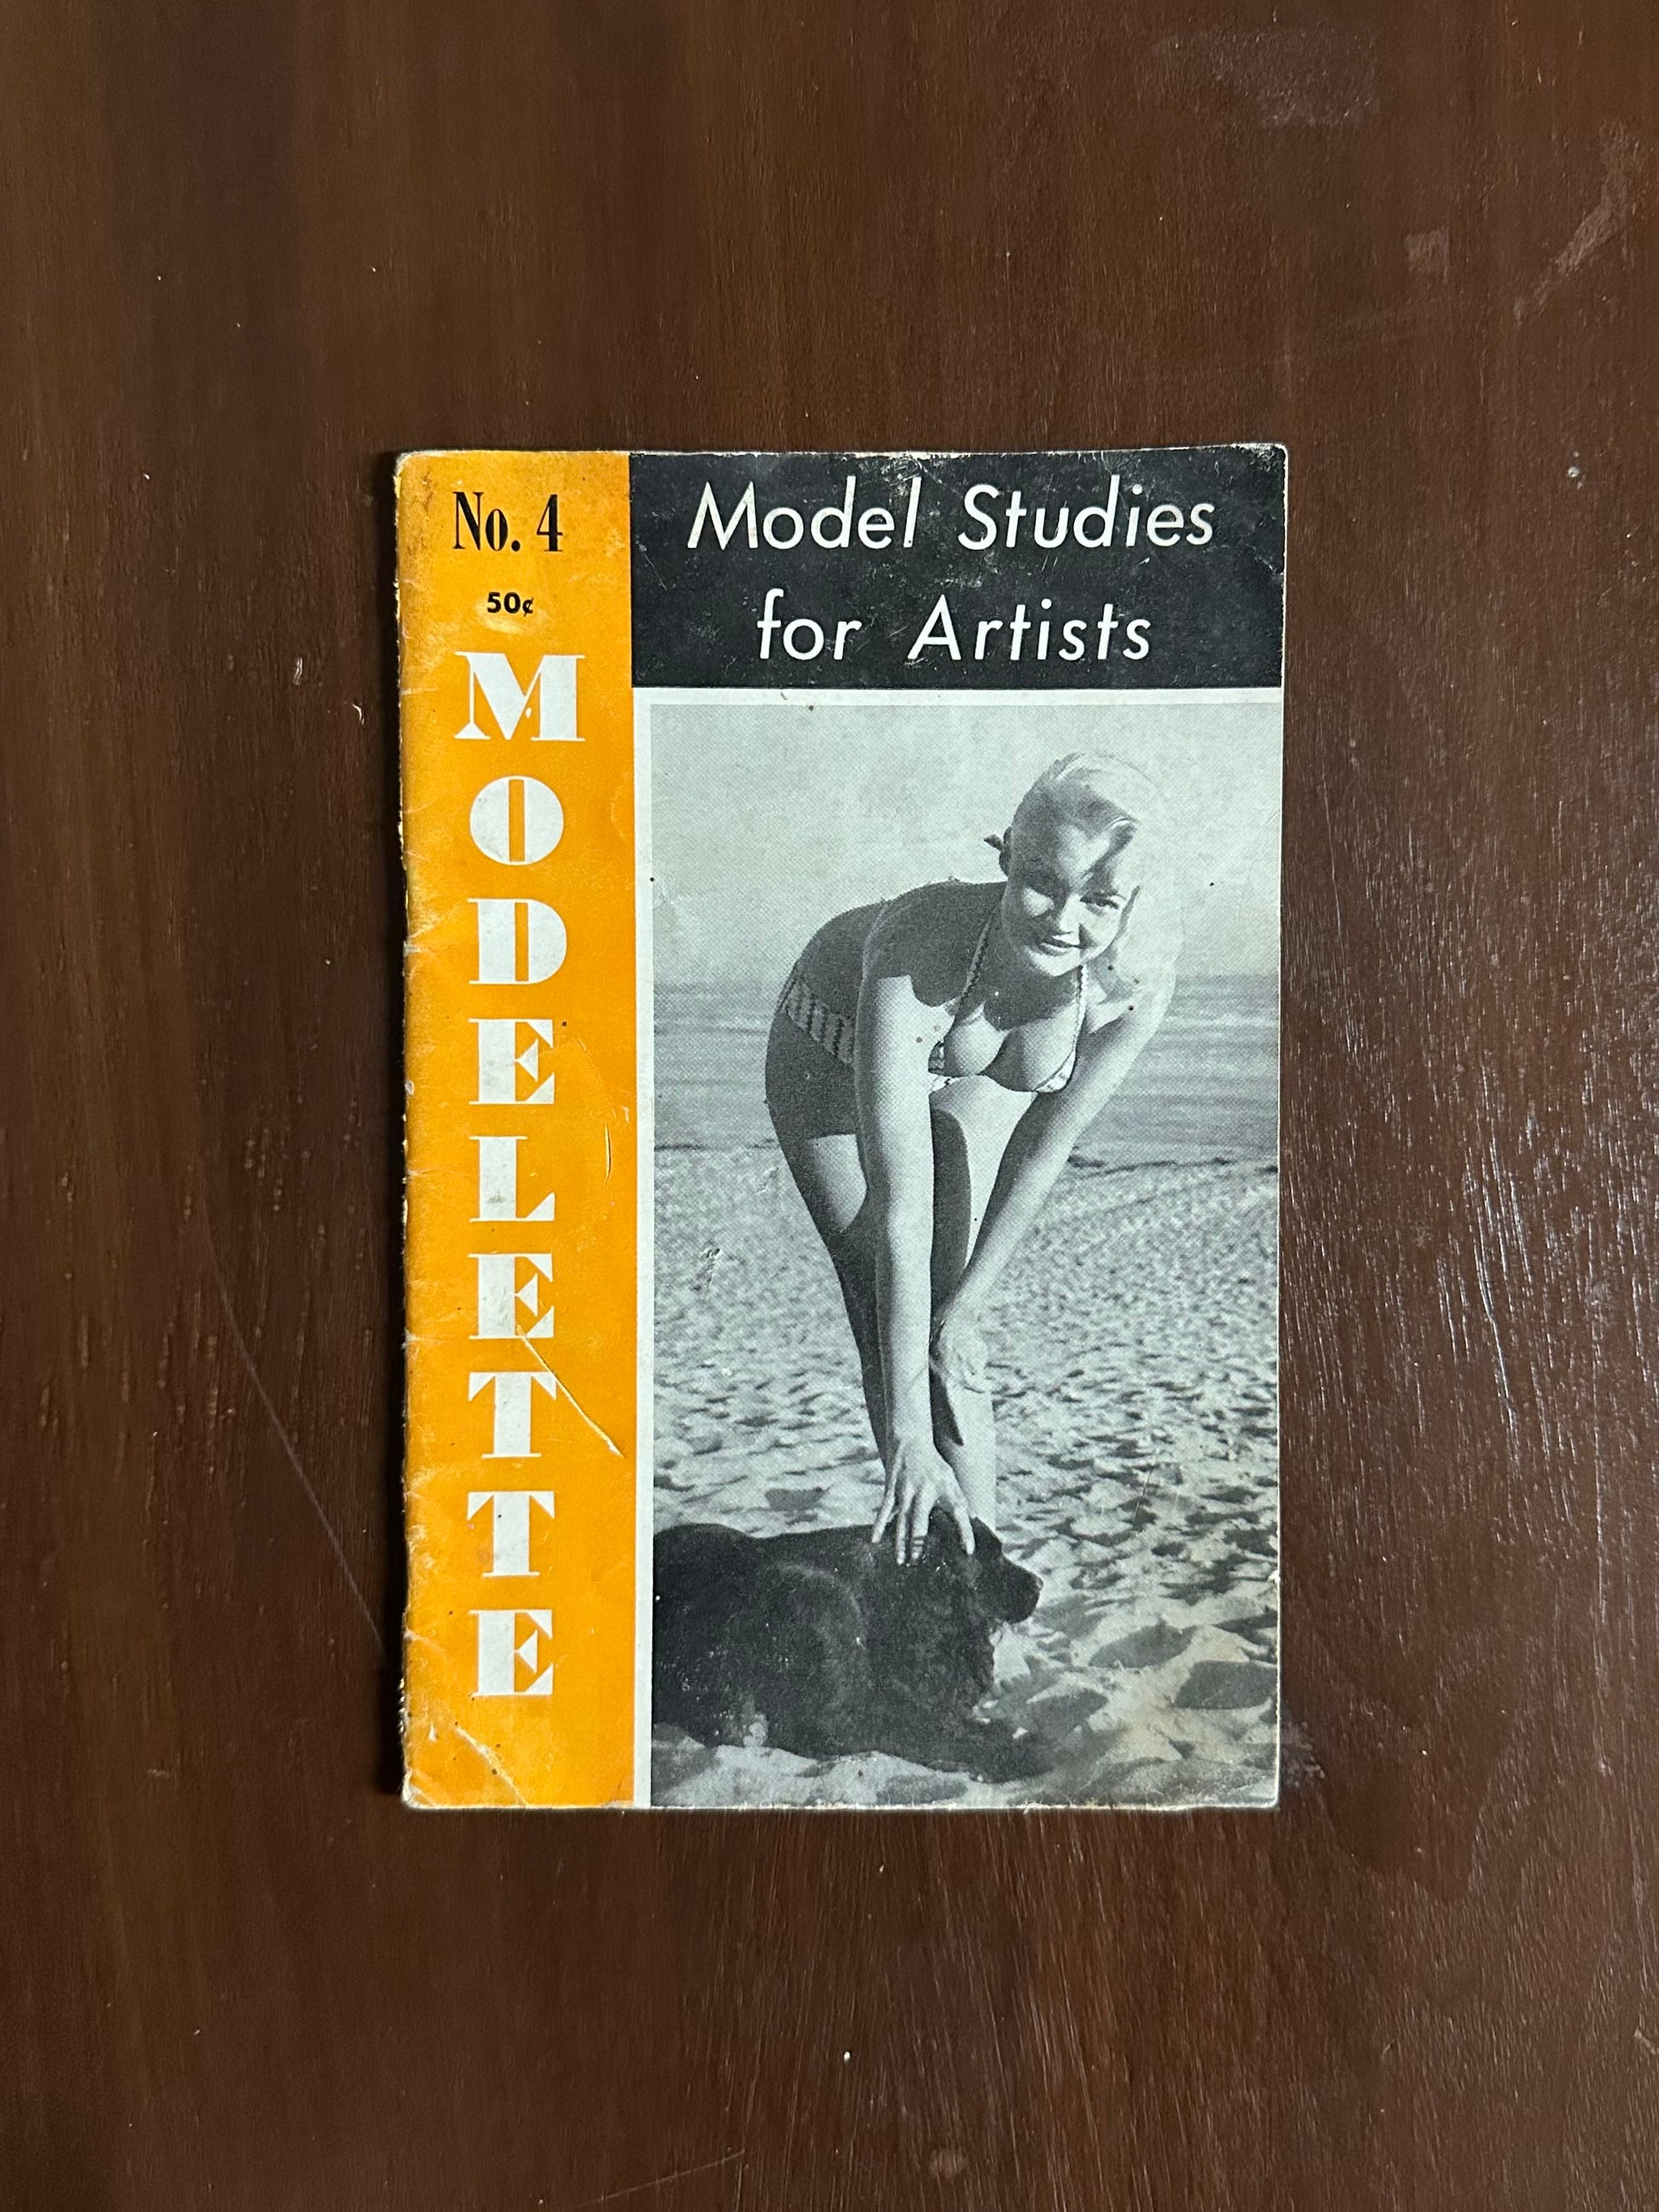 No. 4
50¢
MODELETTE
Model Studies
for Artists